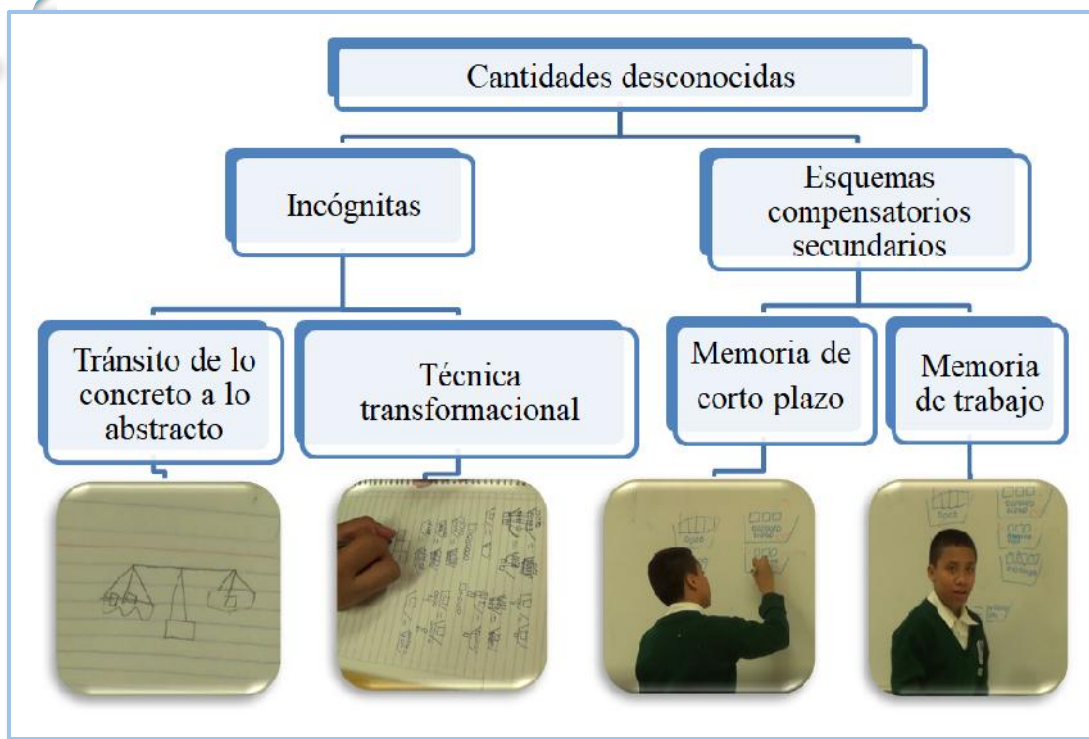 Cantidades desconocidas
Incógnitas
Esquemas
compensatorios
secundarios
Tránsito de lo
concreto a lo
abstracto
Técnica
transformacional
Memoria de
corto plazo
Memoria
de trabajo